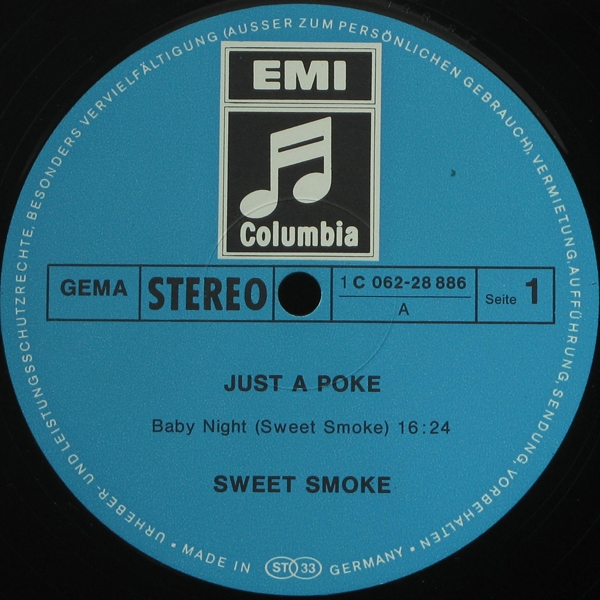 EMI
Columbia
GEMA
STEREO
1 C 062-28 886
A
Seite 1
JUST A POKE
Baby Night (Sweet Smoke) 16:24
SWEET SMOKE
URHEBER- UND LEISTUNGSSCHUTZRECHTE, BESONDERS VERVIELFÄLTIGUNG (AUSSER ZUM PERSÖNLICHEN GEBRAUCH), VERMIETUNG, AUFFÜHRUNG, SENDUNG, VORBEHALTEN •
• MADE IN ST 33 GERMANY •